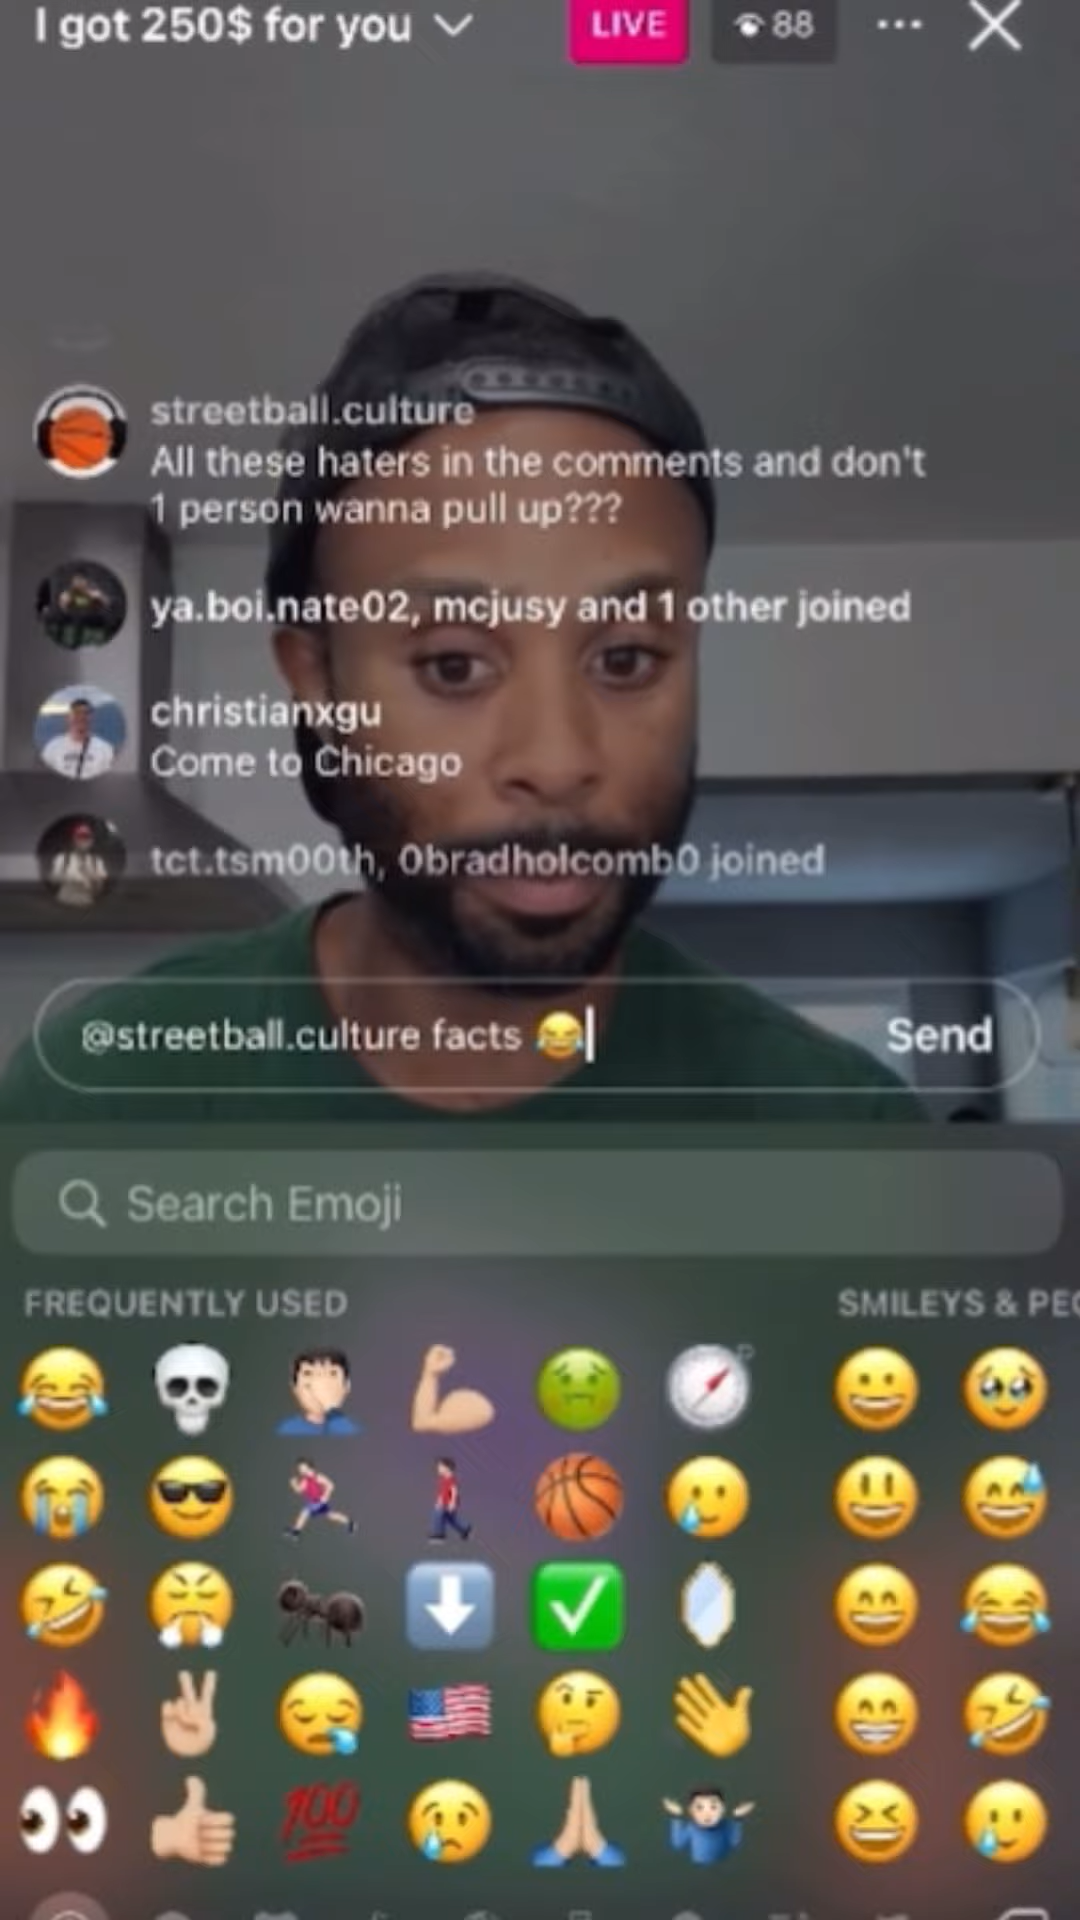 I got 250$ for you
LIVE
88
streetball.culture
All these haters in the comments and don't
1 person wanna pull up???
ya.boi.nate02, mcjusy and 1 other joined
christianxgu
Come to Chicago
tct.tsm00th, 0bradholcomb0 joined
@streetball.culture facts 😂
Send
Search Emoji
FREQUENTLY USED
SMILEYS & PEO
100